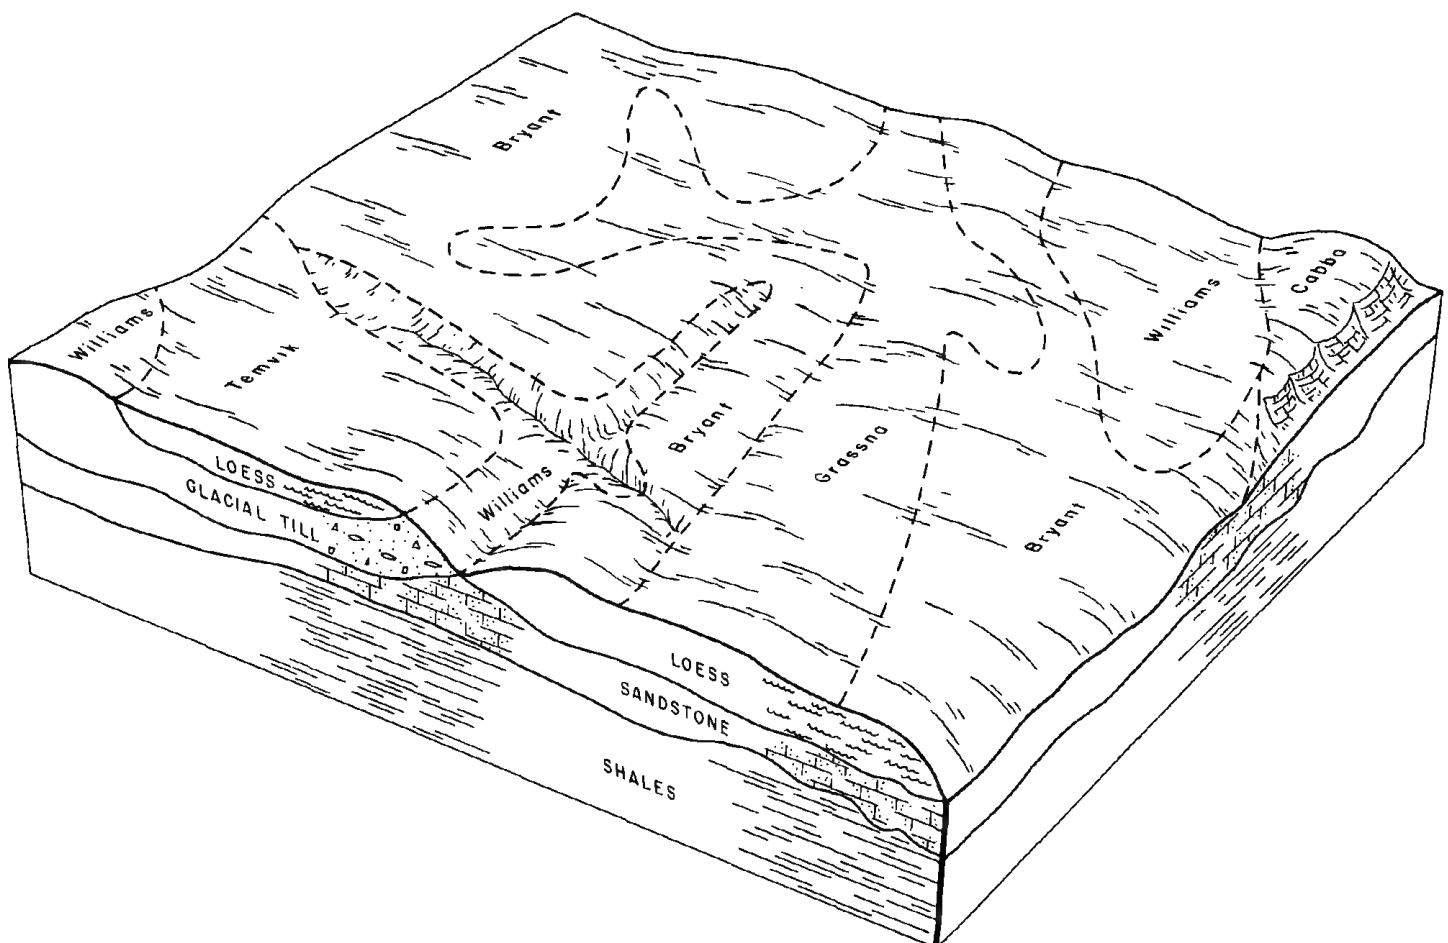 Bryant
Cabba
Williams
Williams
Temvik
Bryant
Grassna
Williams
Bryant
LOESS
GLACIAL TILL
LOESS
SANDSTONE
SHALES